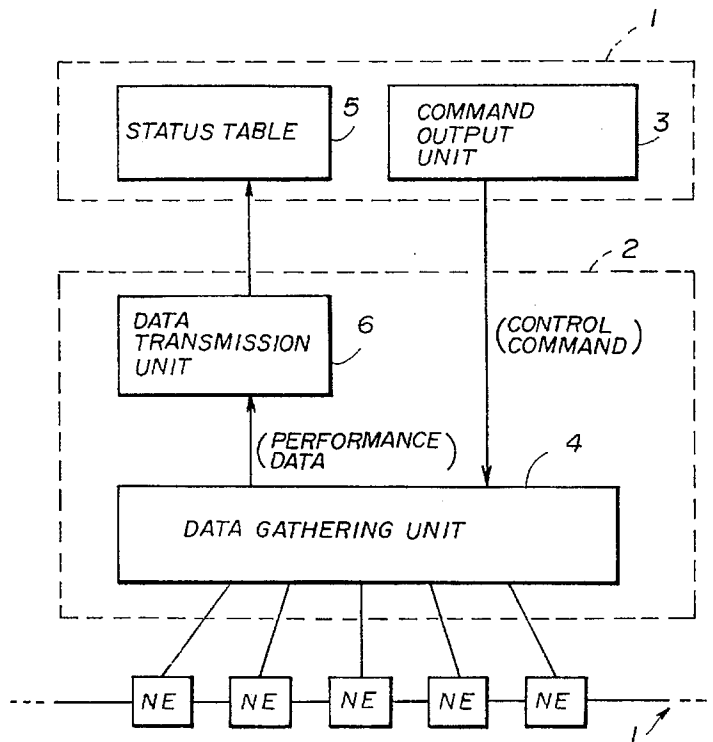 1
STATUS TABLE
5
COMMAND
OUTPUT
UNIT
3
2
DATA
TRANSMISSION
UNIT
6
(CONTROL
COMMAND)
(PERFORMANCE
DATA)
4
DATA GATHERING UNIT
NE NE NE NE NE
1